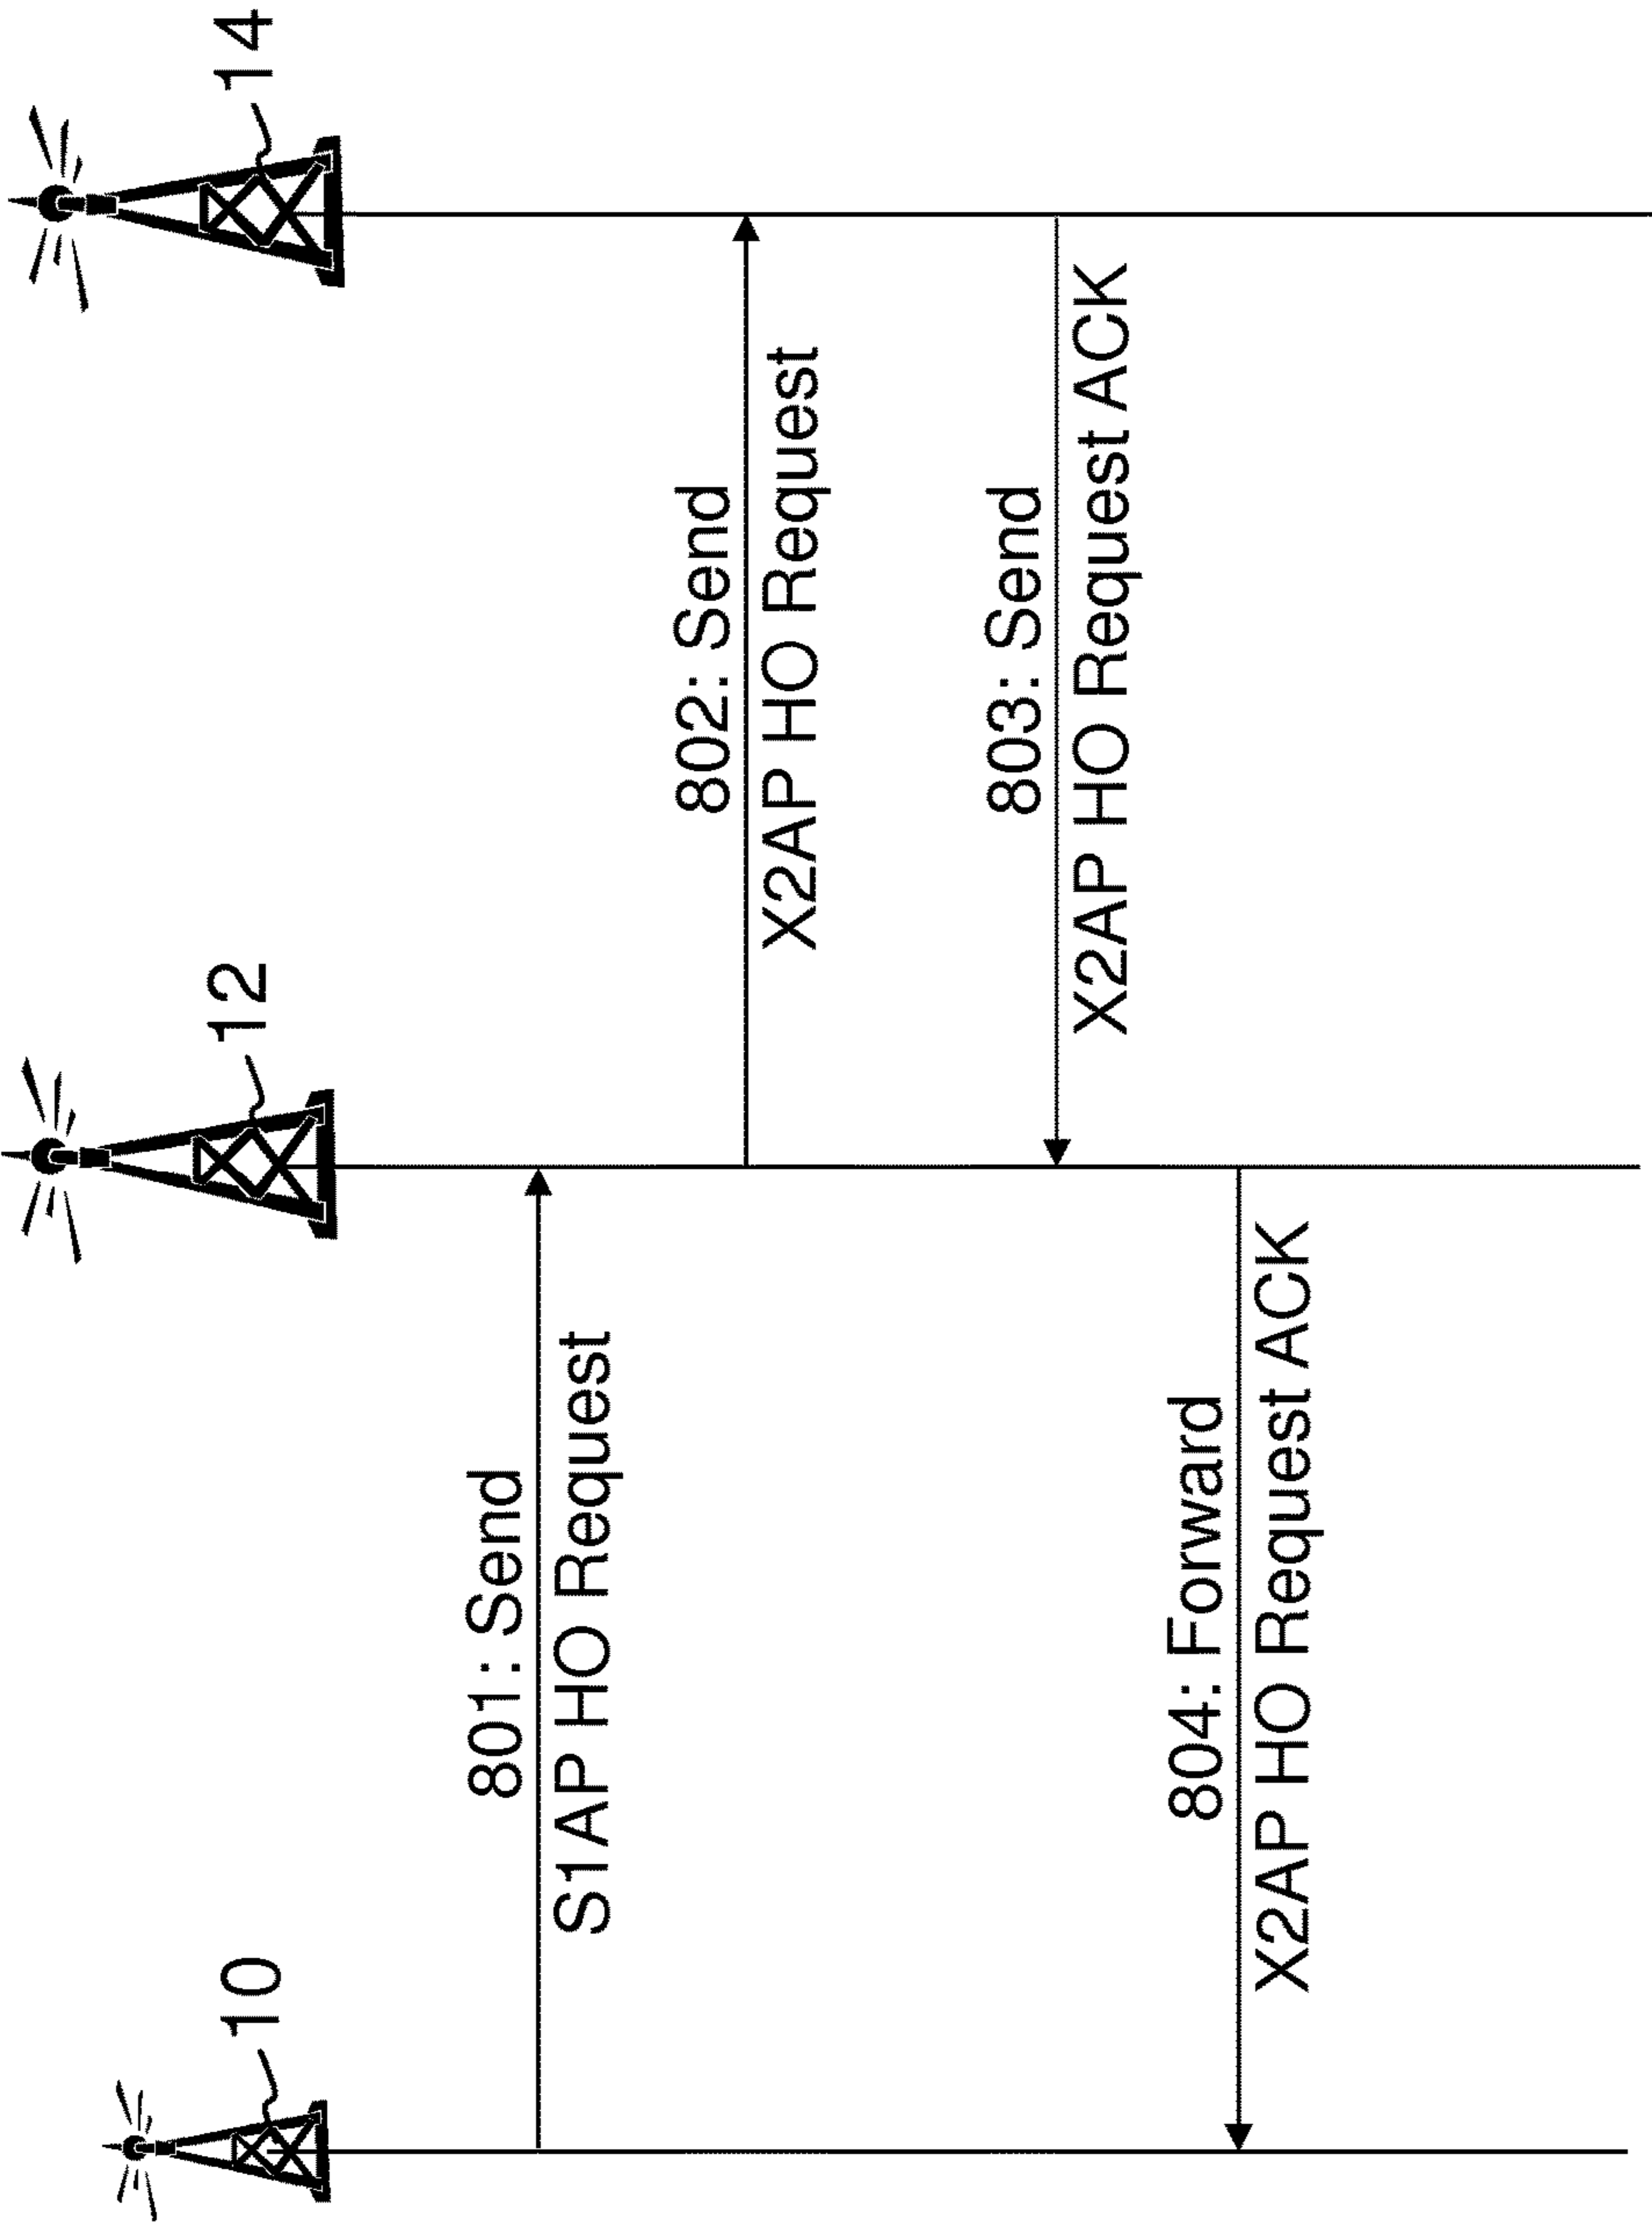 10
12
14
801: Send
S1AP HO Request
802: Send
X2AP HO Request
803: Send
X2AP HO Request ACK
804: Forward
X2AP HO Request ACK